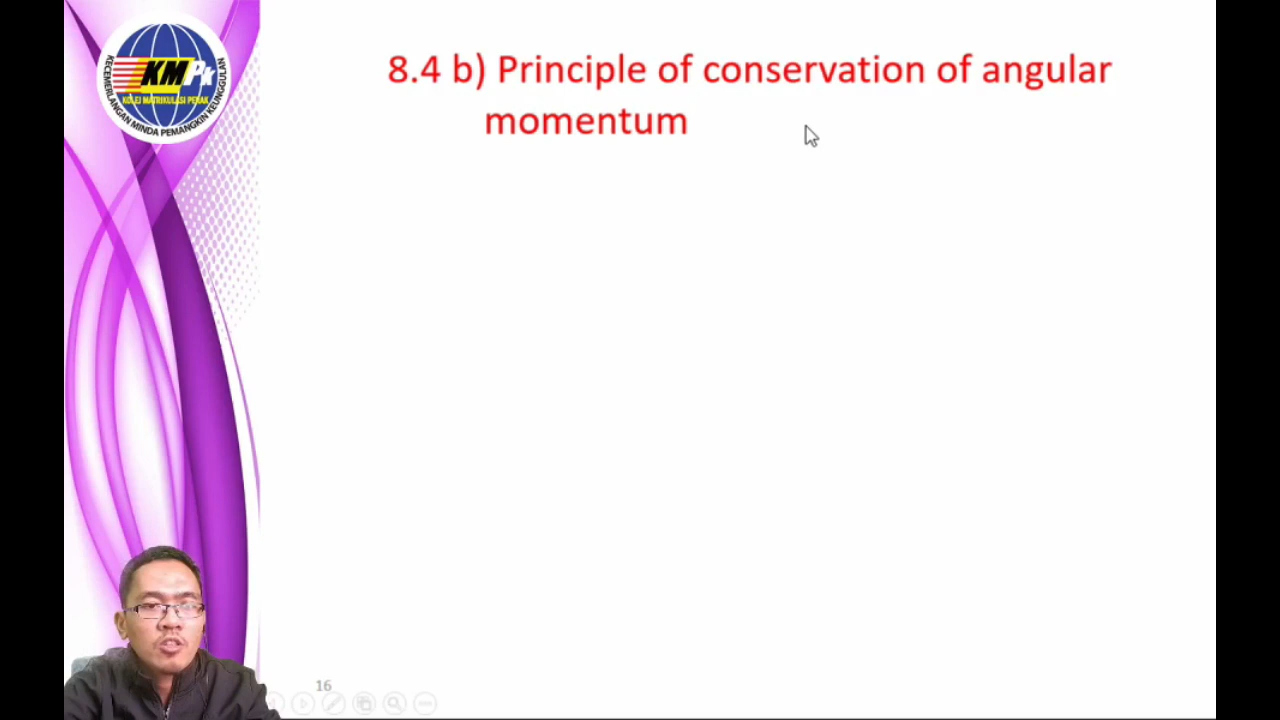 8.4 b) Principle of conservation of angular
momentum
KMPk
KOLEJ MATRIKULASI PERAK
KECEMERLANGAN MINDA PEMANGKIN KEUNGGULAN
16